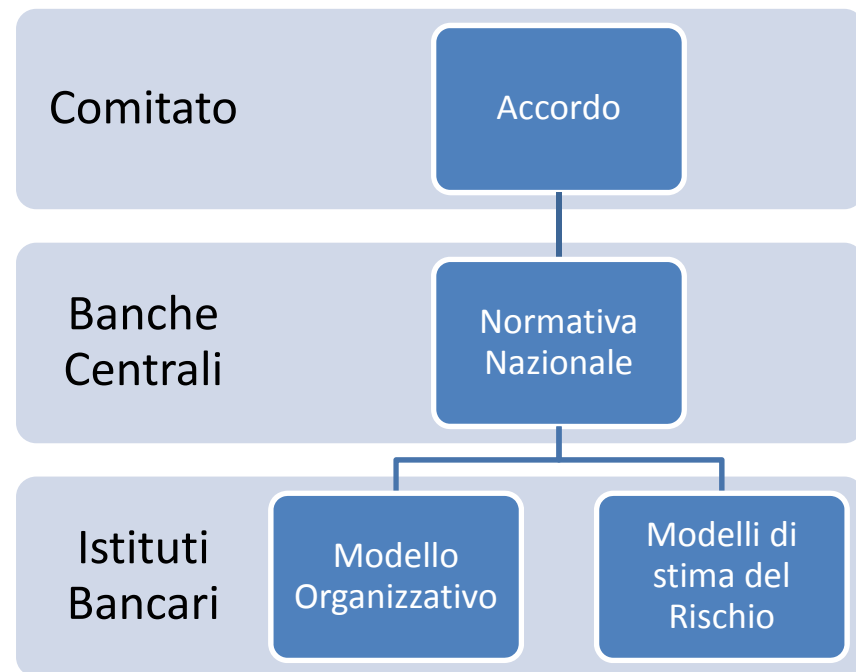 Comitato
Accordo
Banche
Centrali
Normativa
Nazionale
Istituti
Bancari
Modello
Organizzativo
Modelli di
stima del
Rischio